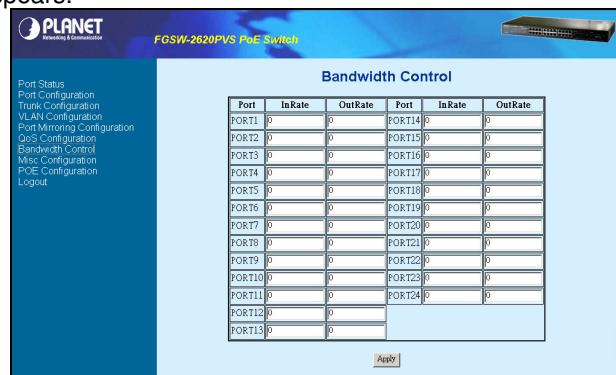 ppears.
PLANET
Networking & Communication
FGSW-2620PVS PoE Switch
Port Status
Port Configuration
Trunk Configuration
VLAN Configuration
Port Mirroring Configuration
QoS Configuration
Bandwidth Control
Misc Configuration
POE Configuration
Logout
Bandwidth Control
Port InRate OutRate Port InRate OutRate
PORT1 0 0 PORT14 0 0
PORT2 0 0 PORT15 0 0
PORT3 0 0 PORT16 0 0
PORT4 0 0 PORT17 0 0
PORT5 0 0 PORT18 0 0
PORT6 0 0 PORT19 0 0
PORT7 0 0 PORT20 0 0
PORT8 0 0 PORT21 0 0
PORT9 0 0 PORT22 0 0
PORT10 0 0 PORT23 0 0
PORT11 0 0 PORT24 0 0
PORT12 0 0
PORT13 0 0
Apply